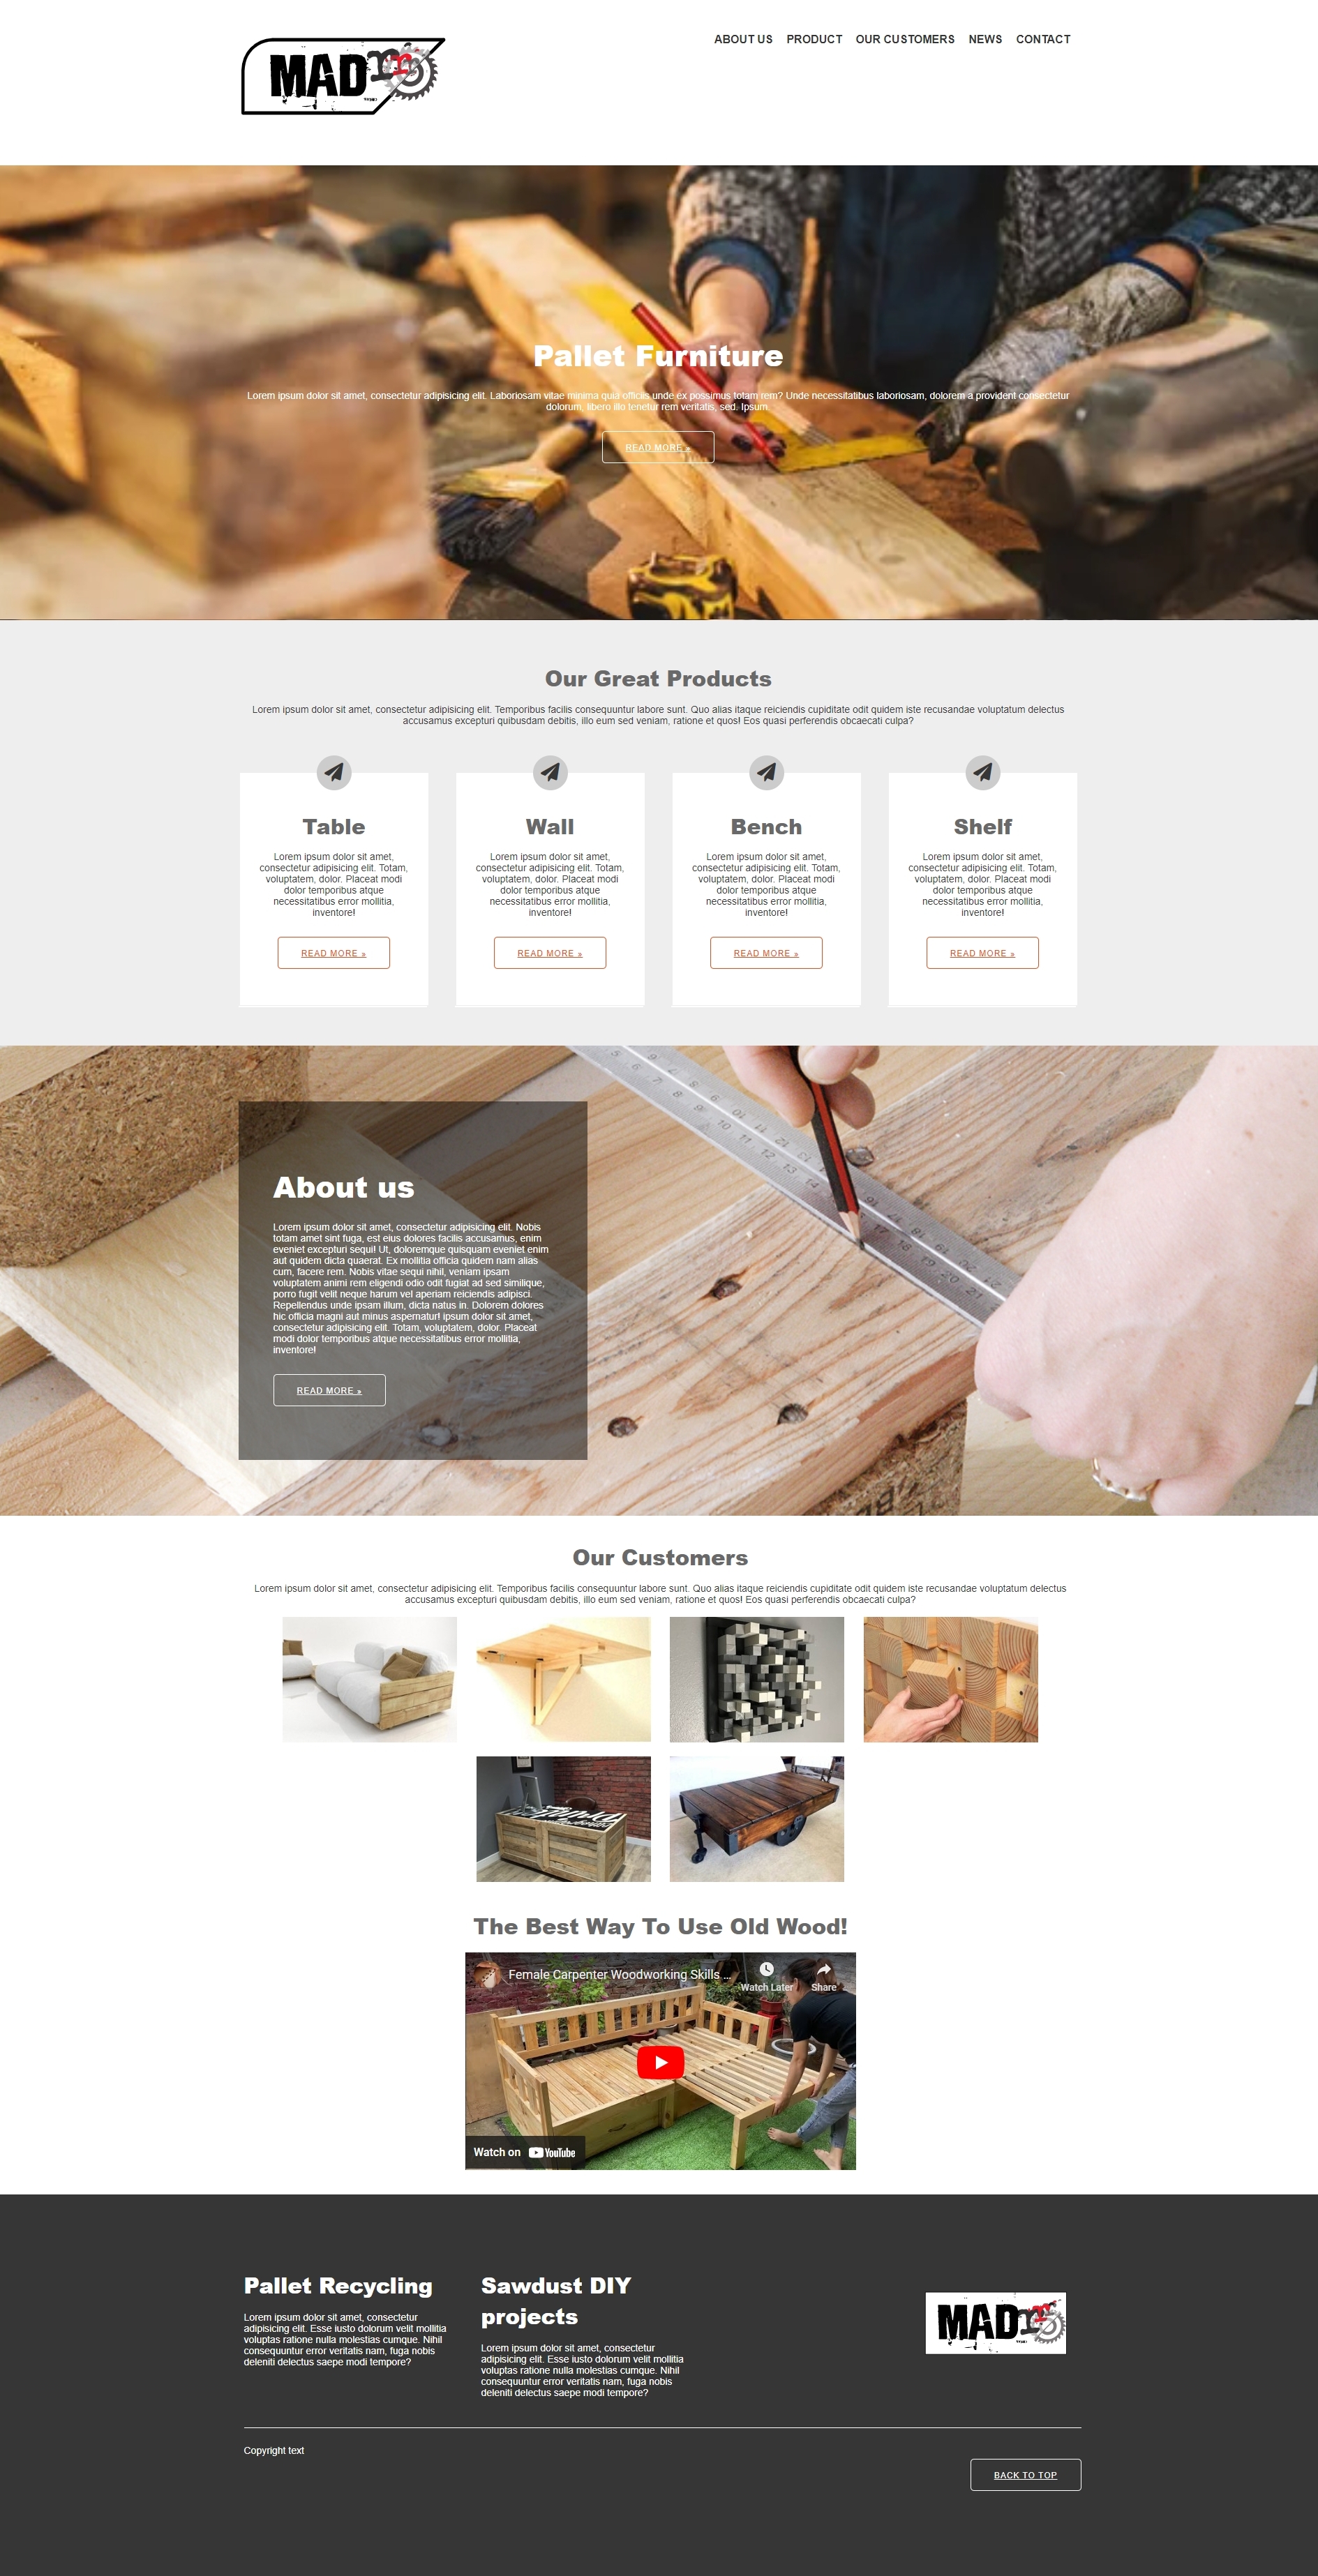 MAD
ABOUT US PRODUCT OUR CUSTOMERS NEWS CONTACT
Pallet Furniture
Lorem ipsum dolor sit amet, consectetur adipisicing elit. Laboriosam vitae minima quia officiis unde ex possimus totam rem? Unde necessitatibus laboriosam, dolorem a provident consectetur
dolorum, libero illo tenetur rem veritatis, sed. Ipsum.
READ MORE »
Our Great Products
Lorem ipsum dolor sit amet, consectetur adipisicing elit. Temporibus facilis consequuntur labore sunt. Quo alias itaque reiciendis cupiditate odit quidem iste recusandae voluptatum delectus
accusamus excepturi quibusdam debitis, illo eum sed veniam, ratione et quos! Eos quasi perferendis obcaecati culpa?
Table
Lorem ipsum dolor sit amet,
consectetur adipisicing elit. Totam,
voluptatem, dolor. Placeat modi
dolor temporibus atque
necessitatibus error mollitia,
inventore!
READ MORE »
Wall
Lorem ipsum dolor sit amet,
consectetur adipisicing elit. Totam,
voluptatem, dolor. Placeat modi
dolor temporibus atque
necessitatibus error mollitia,
inventore!
READ MORE »
Bench
Lorem ipsum dolor sit amet,
consectetur adipisicing elit. Totam,
voluptatem, dolor. Placeat modi
dolor temporibus atque
necessitatibus error mollitia,
inventore!
READ MORE »
Shelf
Lorem ipsum dolor sit amet,
consectetur adipisicing elit. Totam,
voluptatem, dolor. Placeat modi
dolor temporibus atque
necessitatibus error mollitia,
inventore!
READ MORE »
About us
Lorem ipsum dolor sit amet, consectetur adipisicing elit. Nobis
totam amet sint fuga, est eius dolores facilis accusamus, enim
eveniet excepturi sequi! Ut, doloremque quisquam eveniet enim
aut quidem dicta quaerat. Ex mollitia officia quidem nam alias
cum, facere rem. Nobis vitae sequi nihil, veniam ipsam
voluptatem animi rem eligendi odio odit fugiat ad sed similique,
porro fugit velit neque harum vel aperiam reiciendis adipisci.
Repellendus unde ipsam illum, dicta natus in. Dolorem dolores
hic officia magni aut minus aspernatur! ipsum dolor sit amet,
consectetur adipisicing elit. Totam, voluptatem, dolor. Placeat
modi dolor temporibus atque necessitatibus error mollitia,
inventore!
READ MORE »
Our Customers
Lorem ipsum dolor sit amet, consectetur adipisicing elit. Temporibus facilis consequuntur labore sunt. Quo alias itaque reiciendis cupiditate odit quidem iste recusandae voluptatum delectus
accusamus excepturi quibusdam debitis, illo eum sed veniam, ratione et quos! Eos quasi perferendis obcaecati culpa?
The Best Way To Use Old Wood!
Female Carpenter Woodworking Skills ...
Watch Later Share
Watch on YouTube
Pallet Recycling
Lorem ipsum dolor sit amet, consectetur
adipisicing elit. Esse iusto dolorum velit mollitia
voluptas ratione nulla molestias cumque. Nihil
consequuntur error veritatis nam, fuga nobis
deleniti delectus saepe modi tempore?
Sawdust DIY
projects
Lorem ipsum dolor sit amet, consectetur
adipisicing elit. Esse iusto dolorum velit mollitia
voluptas ratione nulla molestias cumque. Nihil
consequuntur error veritatis nam, fuga nobis
deleniti delectus saepe modi tempore?
MAD
Copyright text
BACK TO TOP